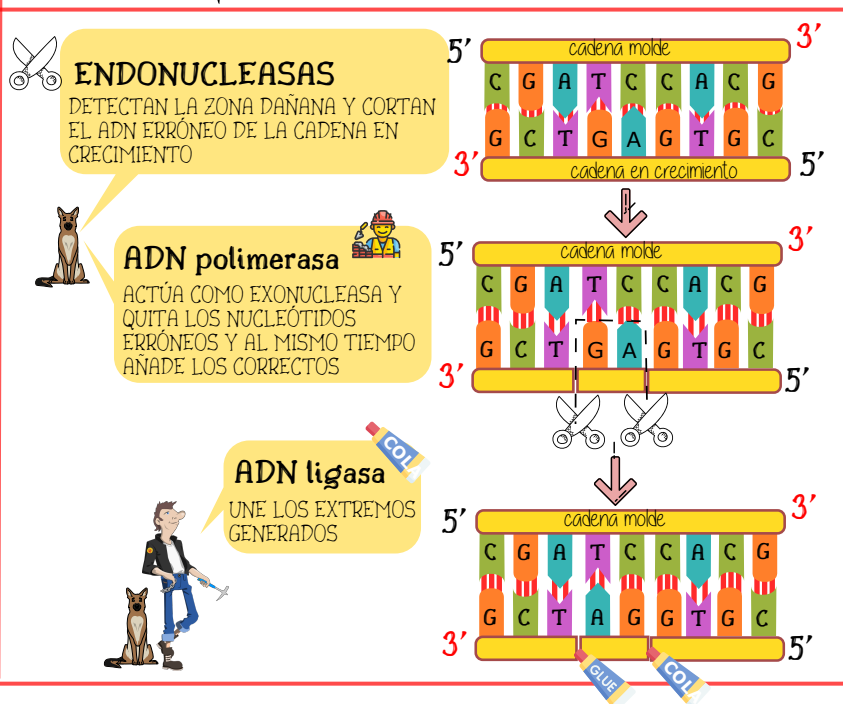 ENDONUCLEASAS
DETECTAN LA ZONA DAÑANA Y CORTAN
EL ADN ERRÓNEO DE LA CADENA EN
CRECIMIENTO
5’ cadena molde 3’
C G A T C C A C G
G C T G A G T G C
3’ cadena en crecimiento 5’
ADN polimerasa
ACTÚA COMO EXONUCLEASA Y
QUITA LOS NUCLEÓTIDOS
ERRÓNEOS Y AL MISMO TIEMPO
AÑADE LOS CORRECTOS
5’ cadena molde 3’
C G A T C C A C G
G C T G A G T G C
3’ 5’
COLA
ADN ligasa
UNE LOS EXTREMOS
GENERADOS
5’ cadena molde 3’
C G A T C C A C G
G C T A G G T G C
3’ 5’
GLUE COLA